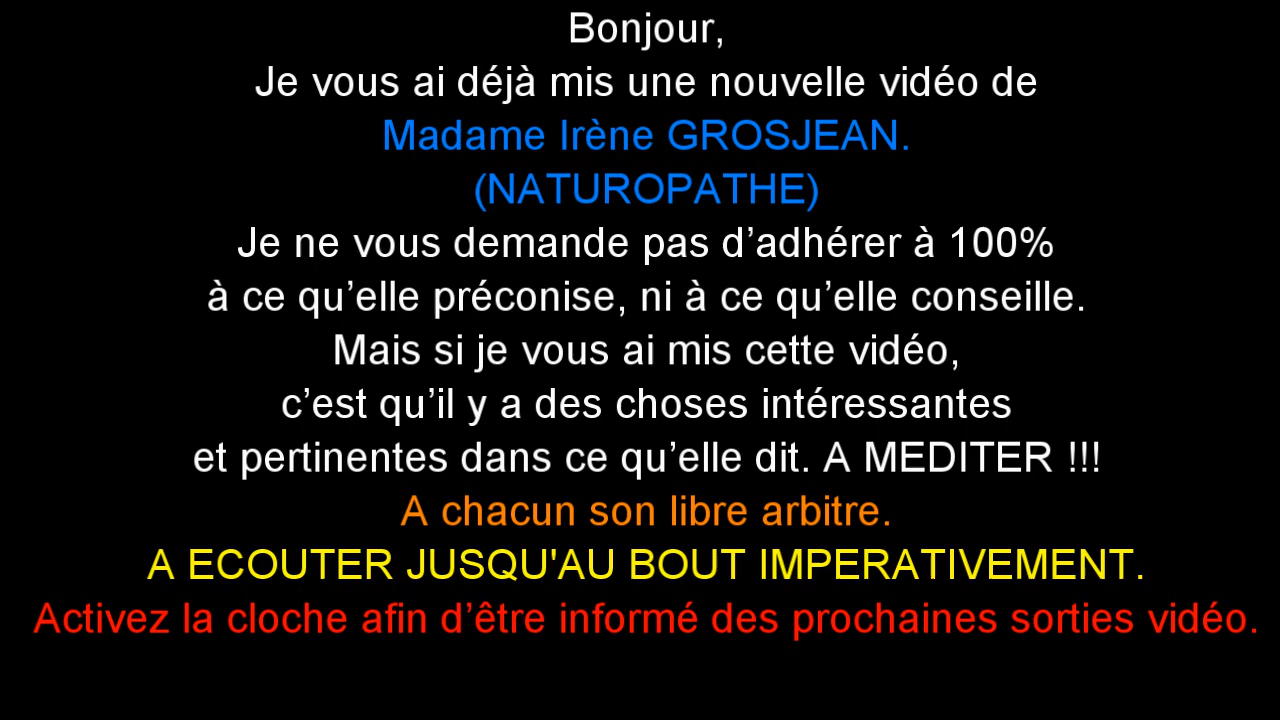 Bonjour,
Je vous ai déjà mis une nouvelle vidéo de
Madame Irène GROSJEAN.
(NATUROPATHE)
Je ne vous demande pas d’adhérer à 100%
à ce qu’elle préconise, ni à ce qu’elle conseille.
Mais si je vous ai mis cette vidéo,
c’est qu’il y a des choses intéressantes
et pertinentes dans ce qu’elle dit. A MEDITER !!!
A chacun son libre arbitre.
A ECOUTER JUSQU'AU BOUT IMPERATIVEMENT.
Activez la cloche afin d’être informé des prochaines sorties vidéo.